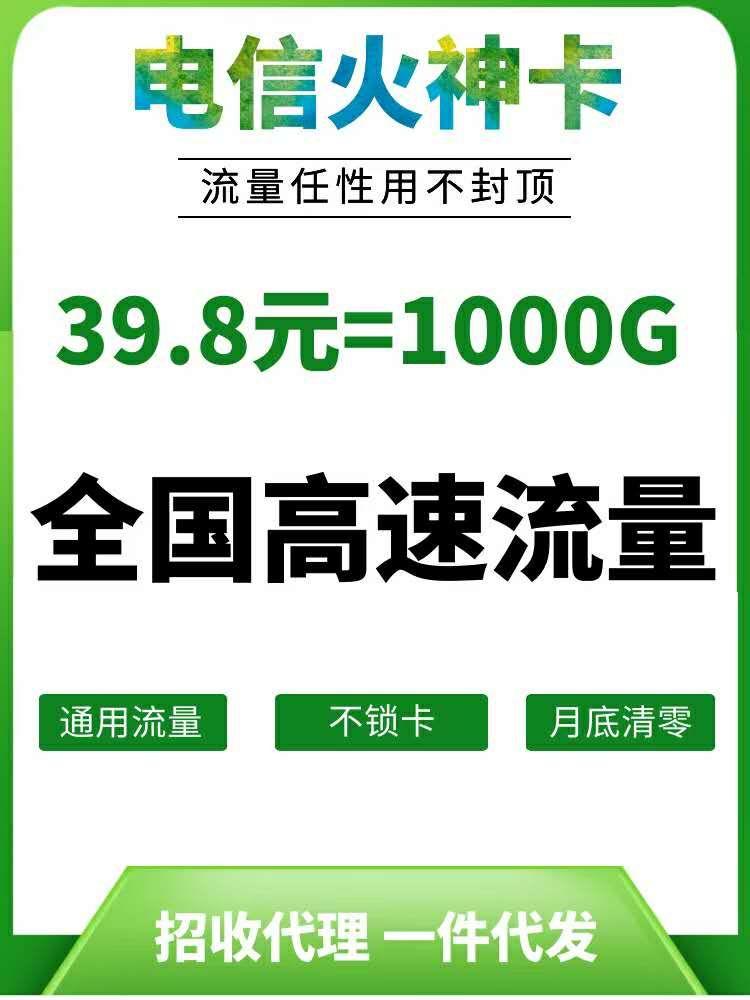 电信火神卡
流量任性用不封顶
39.8元=1000G
全国高速流量
通用流量
不锁卡
月底清零
招收代理 一件代发